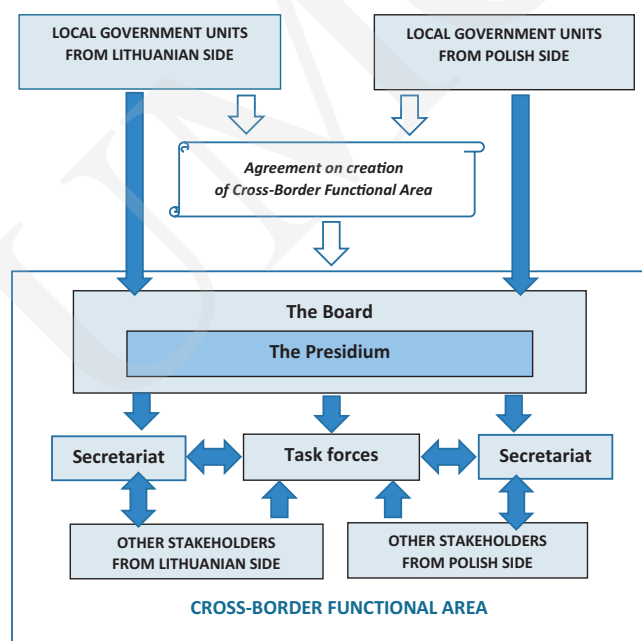 LOCAL GOVERNMENT UNITS
FROM LITHUANIAN SIDE
LOCAL GOVERNMENT UNITS
FROM POLISH SIDE
Agreement on creation
of Cross-Border Functional Area
The Board
The Presidium
Secretariat
Task forces
Secretariat
OTHER STAKEHOLDERS
FROM LITHUANIAN SIDE
OTHER STAKEHOLDERS
FROM POLISH SIDE
CROSS-BORDER FUNCTIONAL AREA